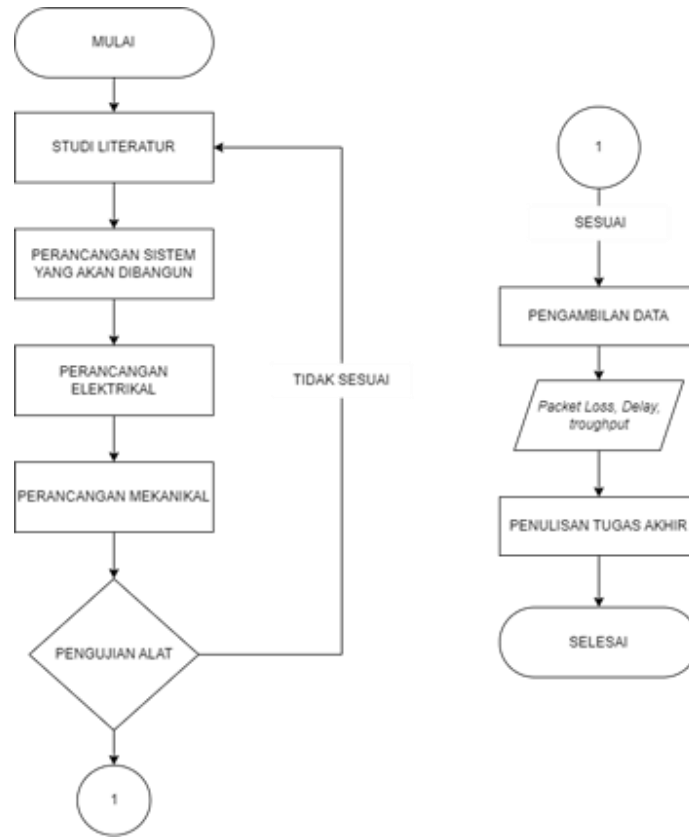 MULAI
STUDI LITERATUR
PERANCANGAN SISTEM
YANG AKAN DIBANGUN
PERANCANGAN
ELEKTRIKAL
TIDAK SESUAI
PERANCANGAN MEKANIKAL
PENGUJIAN ALAT
1
1
SESUAI
PENGAMBILAN DATA
Packet Loss, Delay,
troughput
PENULISAN TUGAS AKHIR
SELESAI